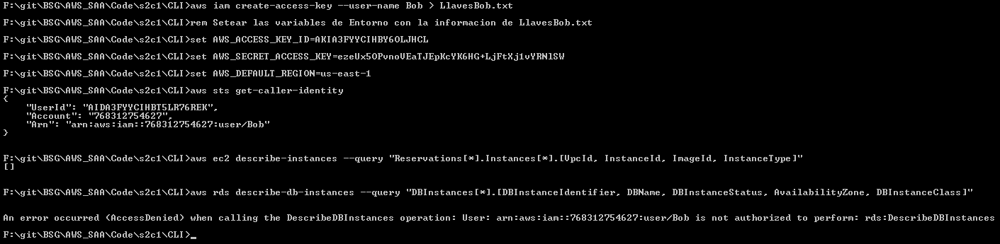 F:\git\BSG\AWS_SAA\Code\s2c1\CLI>aws iam create-access-key --user-name Bob > LlavesBob.txt
F:\git\BSG\AWS_SAA\Code\s2c1\CLI>rem Setear las variables de Entorno con la informacion de LlavesBob.txt
F:\git\BSG\AWS_SAA\Code\s2c1\CLI>set AWS_ACCESS_KEY_ID=AKIA3FYYCIHBY6OLJHCL
F:\git\BSG\AWS_SAA\Code\s2c1\CLI>set AWS_SECRET_ACCESS_KEY=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
F:\git\BSG\AWS_SAA\Code\s2c1\CLI>set AWS_DEFAULT_REGION=us-east-1
F:\git\BSG\AWS_SAA\Code\s2c1\CLI>aws sts get-caller-identity
{
    "UserId": "AIDA3FYYCIHBT5LR76REK",
    "Account": "768312754627",
    "Arn": "arn:aws:iam::768312754627:user/Bob"
}
F:\git\BSG\AWS_SAA\Code\s2c1\CLI>aws ec2 describe-instances --query "Reservations[*].Instances[*].[VpcId, InstanceId, ImageId, InstanceType]"
[]
F:\git\BSG\AWS_SAA\Code\s2c1\CLI>aws rds describe-db-instances --query "DBInstances[*].[DBInstanceIdentifier, DBName, DBInstanceStatus, AvailabilityZone, DBInstanceClass]"
An error occurred (AccessDenied) when calling the DescribeDBInstances operation: User: arn:aws:iam::768312754627:user/Bob is not authorized to perform: rds:DescribeDBInstances
F:\git\BSG\AWS_SAA\Code\s2c1\CLI>_